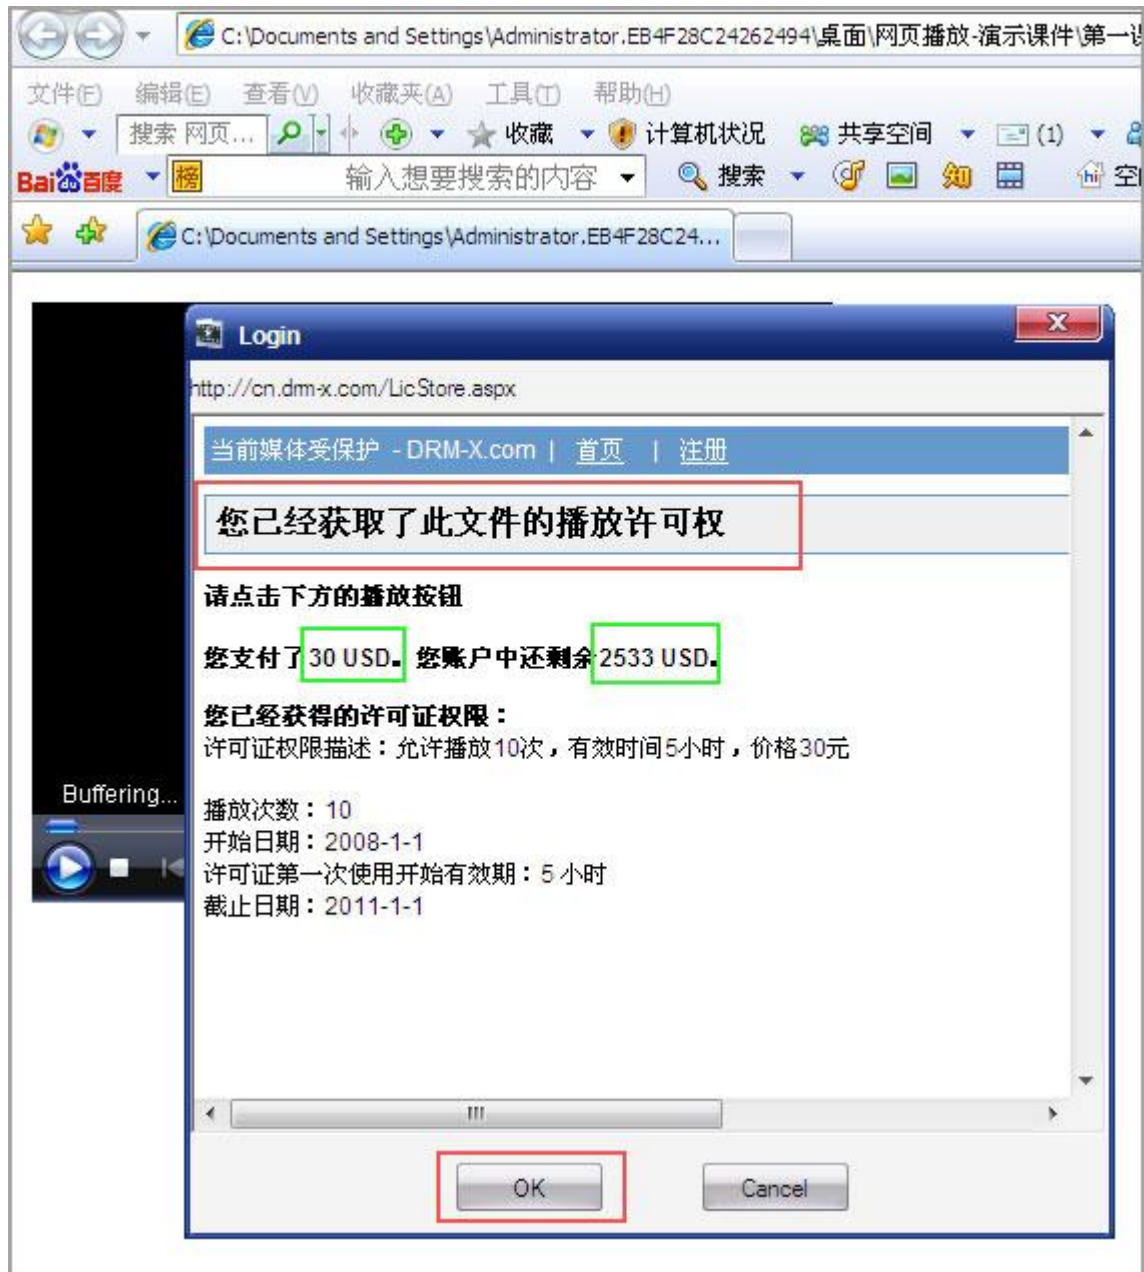 C:\Documents and Settings\Administrator.EB4F28C24262494\桌面\网页播放-演示课件\第一
文件(F) 编辑(E) 查看(V) 收藏夹(A) 工具(T) 帮助(H)
搜索 网页... 收藏 计算机状况 共享空间 (1)
Bai百度 榜 输入想要搜索的内容 搜索 知 hi
C:\Documents and Settings\Administrator.EB4F28C24...
Login
http://cn.drm-x.com/LicStore.aspx
当前媒体受保护 - DRM-X.com | 首页 | 注册
您已经获取了此文件的播放许可权
请点击下方的播放按钮
您支付了30 USD。 您账户中还剩余2533 USD。
您已经获得的许可证权限：
许可证权限描述：允许播放10次，有效时间5小时，价格30元
Buffering...
播放次数：10
开始日期：2008-1-1
许可证第一次使用开始有效期：5 小时
截止日期：2011-1-1
OK Cancel